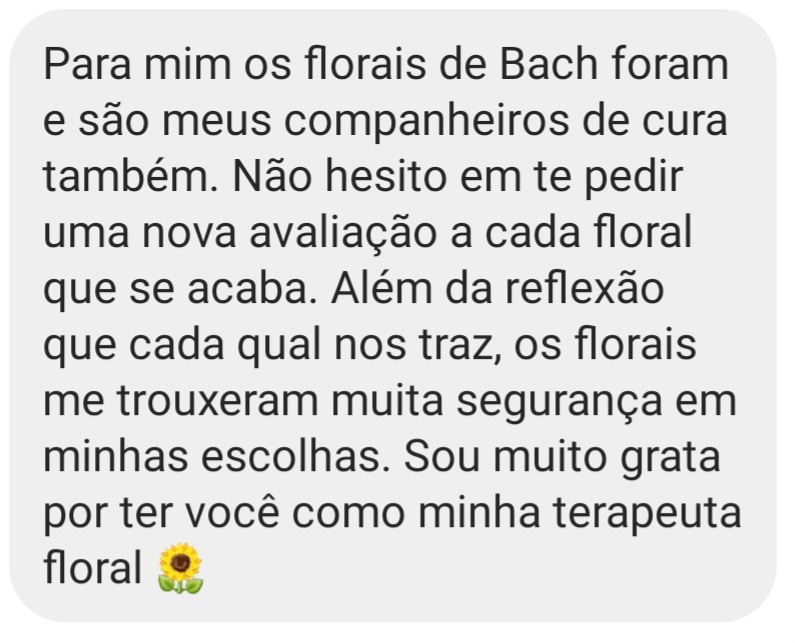 Para mim os florais de Bach foram
e são meus companheiros de cura
também. Não hesito em te pedir
uma nova avaliação a cada floral
que se acaba. Além da reflexão
que cada qual nos traz, os florais
me trouxeram muita segurança em
minhas escolhas. Sou muito grata
por ter você como minha terapeuta
floral 🌻